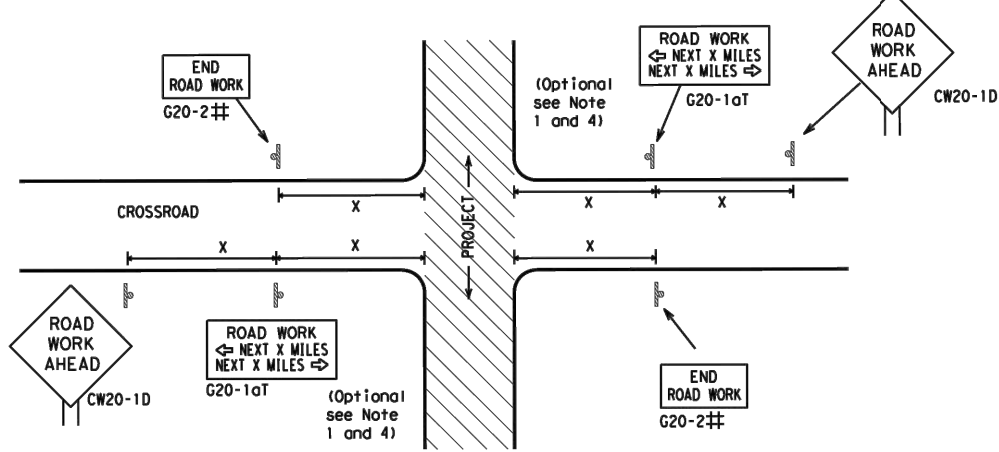 END
ROAD WORK
G20-2#
(Optional
see Note
1 and 4)
ROAD WORK
⇦ NEXT X MILES
NEXT X MILES ⇨
G20-1aT
ROAD
WORK
AHEAD
CW20-1D
X
X
X
CROSSROAD
PROJECT
X
X
X
ROAD
WORK
AHEAD
CW20-1D
ROAD WORK
⇦ NEXT X MILES
NEXT X MILES ⇨
G20-1aT
(Optional
see Note
1 and 4)
END
ROAD WORK
G20-2#